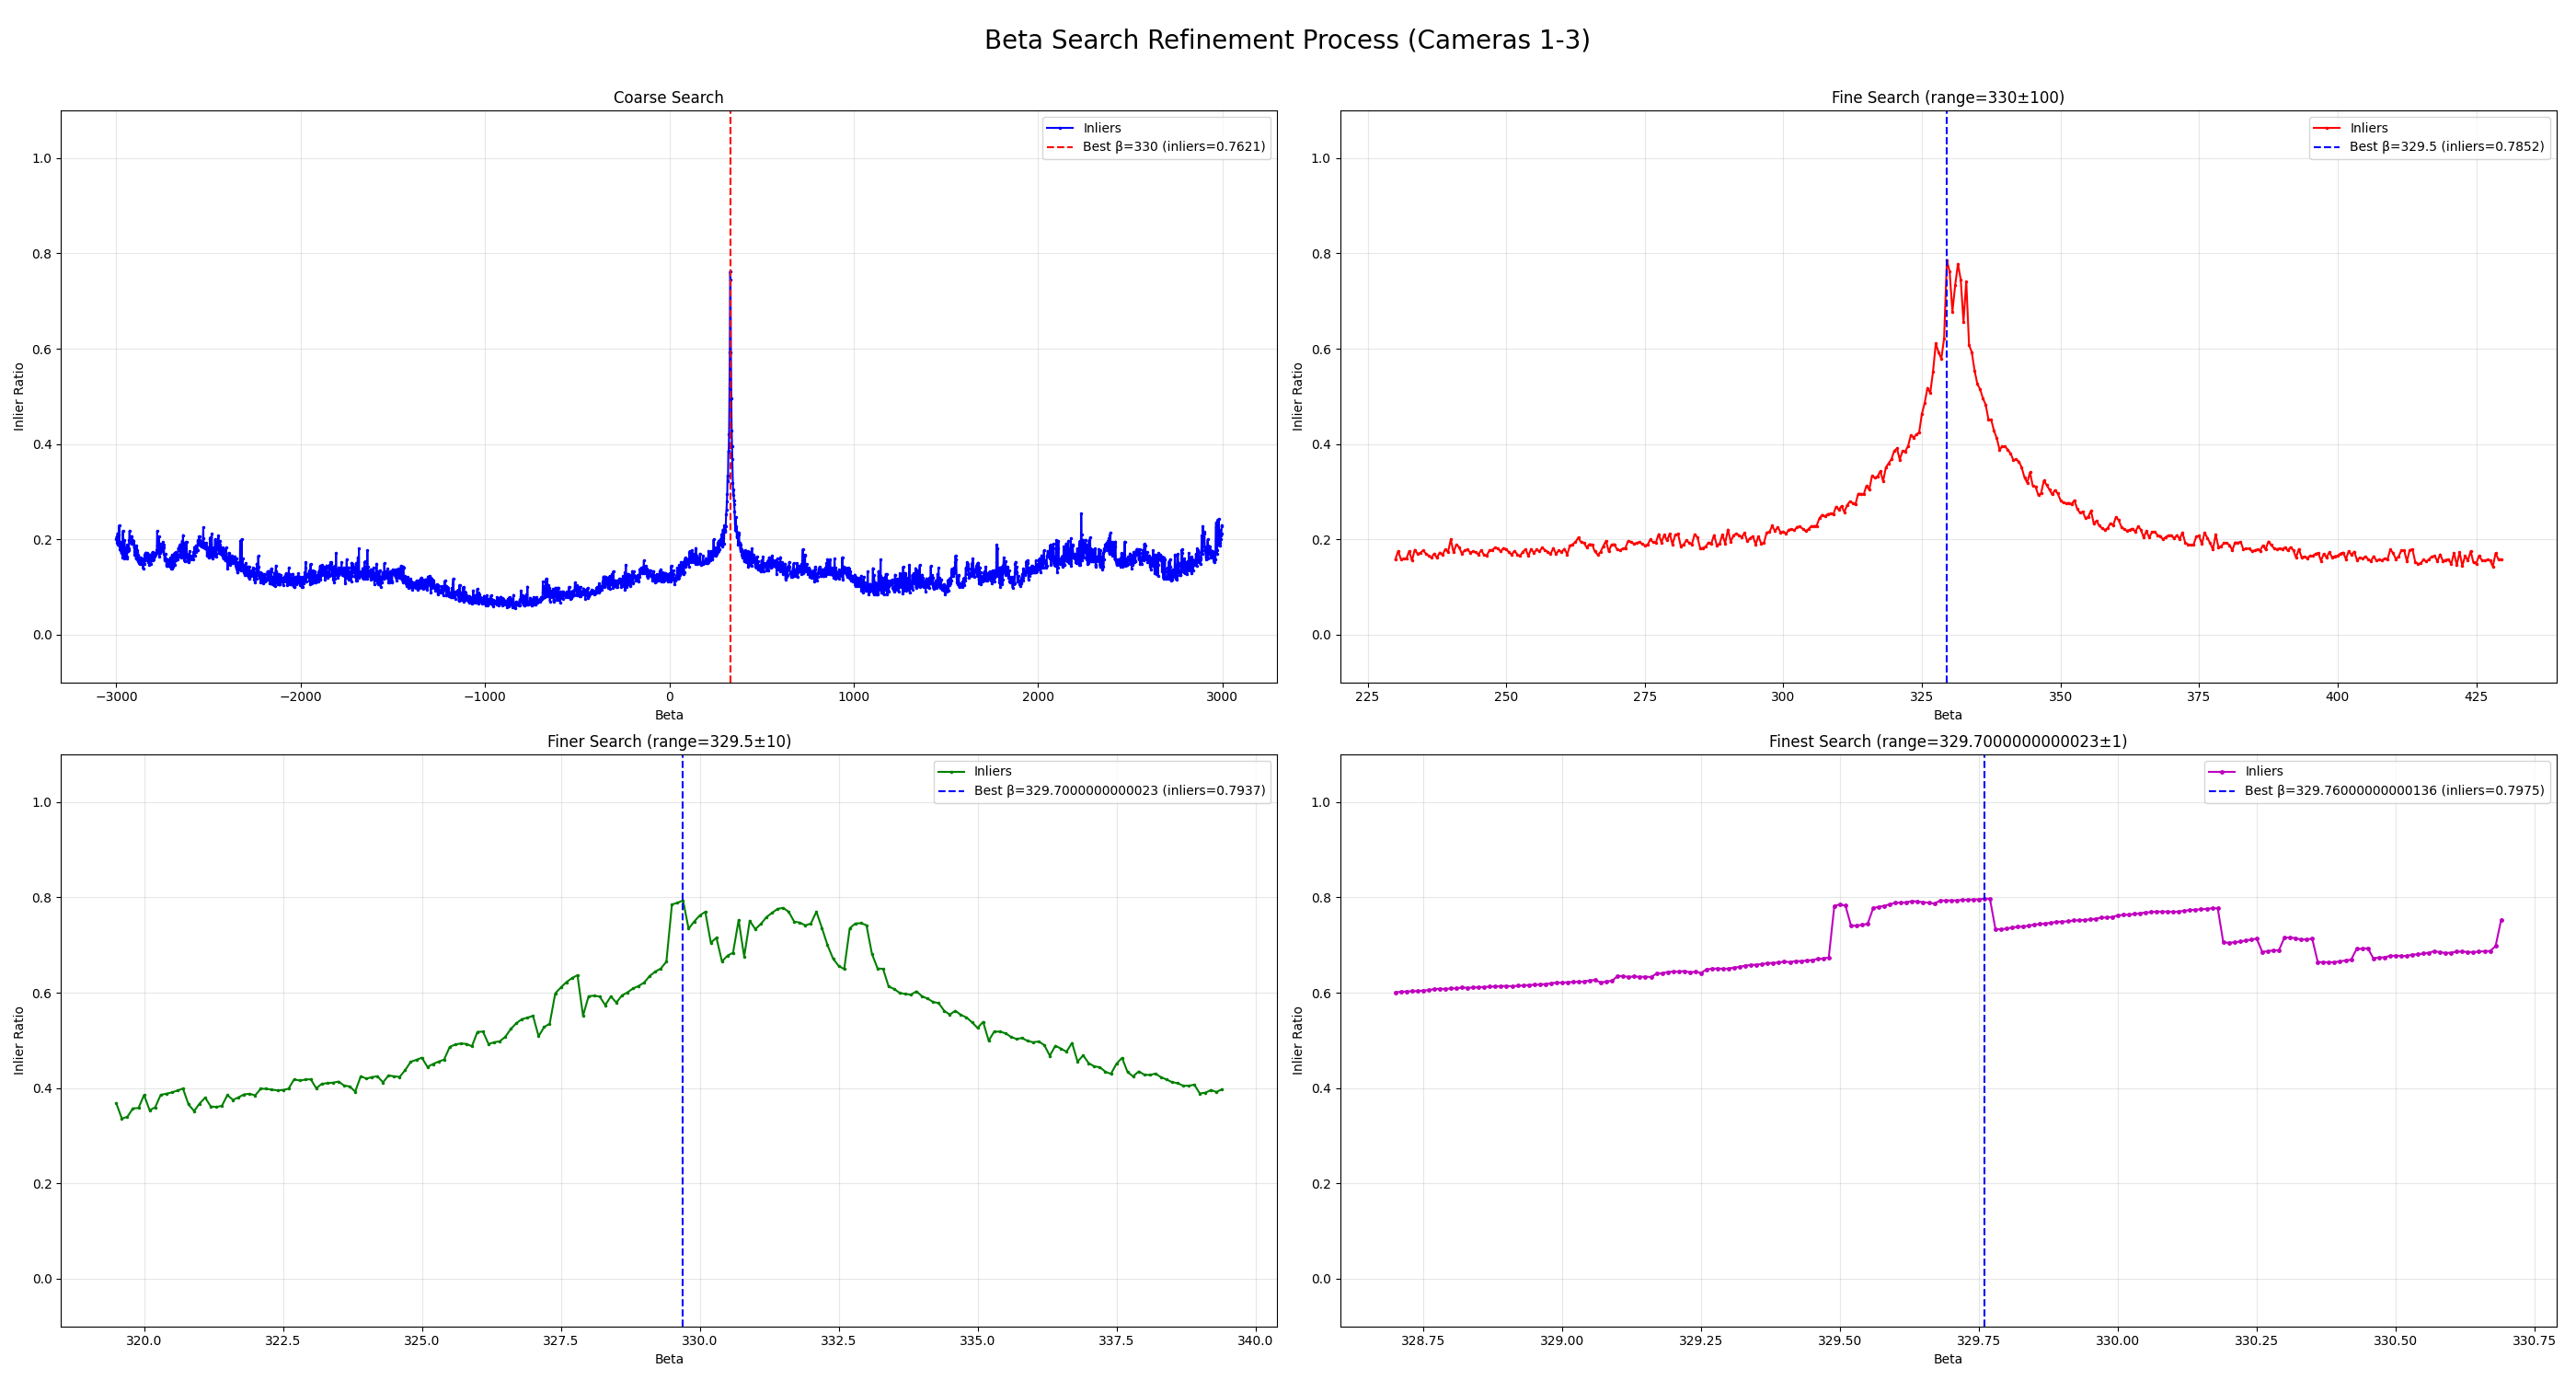 Beta Search Refinement Process (Cameras 1-3)
Coarse Search
Inliers
Best β=330 (inliers=0.7621)
Inlier Ratio
1.0
0.8
0.6
0.4
0.2
0.0
−3000 −2000 −1000 0 1000 2000 3000
Beta
Fine Search (range=330±100)
Inliers
Best β=329.5 (inliers=0.7852)
Inlier Ratio
1.0
0.8
0.6
0.4
0.2
0.0
225 250 275 300 325 350 375 400 425
Beta
Finer Search (range=329.5±10)
Inliers
Best β=329.7000000000023 (inliers=0.7937)
Inlier Ratio
1.0
0.8
0.6
0.4
0.2
0.0
320.0 322.5 325.0 327.5 330.0 332.5 335.0 337.5 340.0
Beta
Finest Search (range=329.7000000000023±1)
Inliers
Best β=329.76000000000136 (inliers=0.7975)
Inlier Ratio
1.0
0.8
0.6
0.4
0.2
0.0
328.75 329.00 329.25 329.50 329.75 330.00 330.25 330.50 330.75
Beta